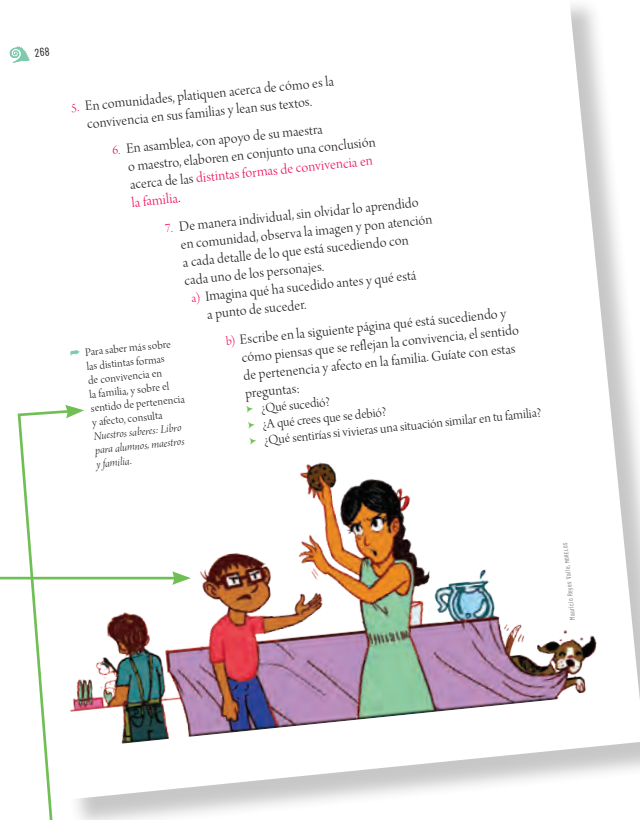 268
5. En comunidades, platiquen acerca de cómo es la
convivencia en sus familias y lean sus textos.
6. En asamblea, con apoyo de su maestra
o maestro, elaboren en conjunto una conclusión
acerca de las distintas formas de convivencia en
la familia.
7. De manera individual, sin olvidar lo aprendido
en comunidad, observa la imagen y pon atención
a cada detalle de lo que está sucediendo con
cada uno de los personajes.
a) Imagina qué ha sucedido antes y qué está
a punto de suceder.
b) Escribe en la siguiente página qué está sucediendo y
cómo piensas que se reflejan la convivencia, el sentido
de pertenencia y afecto en la familia. Guíate con estas
preguntas:
➤ ¿Qué sucedió?
➤ ¿A qué crees que se debió?
➤ ¿Qué sentirías si vivieras una situación similar en tu familia?
Para saber más sobre
las distintas formas
de convivencia en
la familia, y sobre el
sentido de pertenencia
y afecto, consulta
Nuestros saberes: Libro
para alumnos, maestros
y familia.